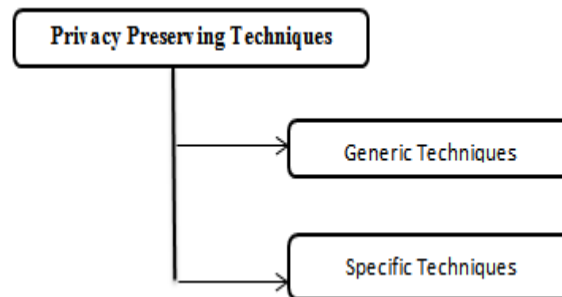 Privacy Preserving Techniques
Generic Techniques
Specific Techniques